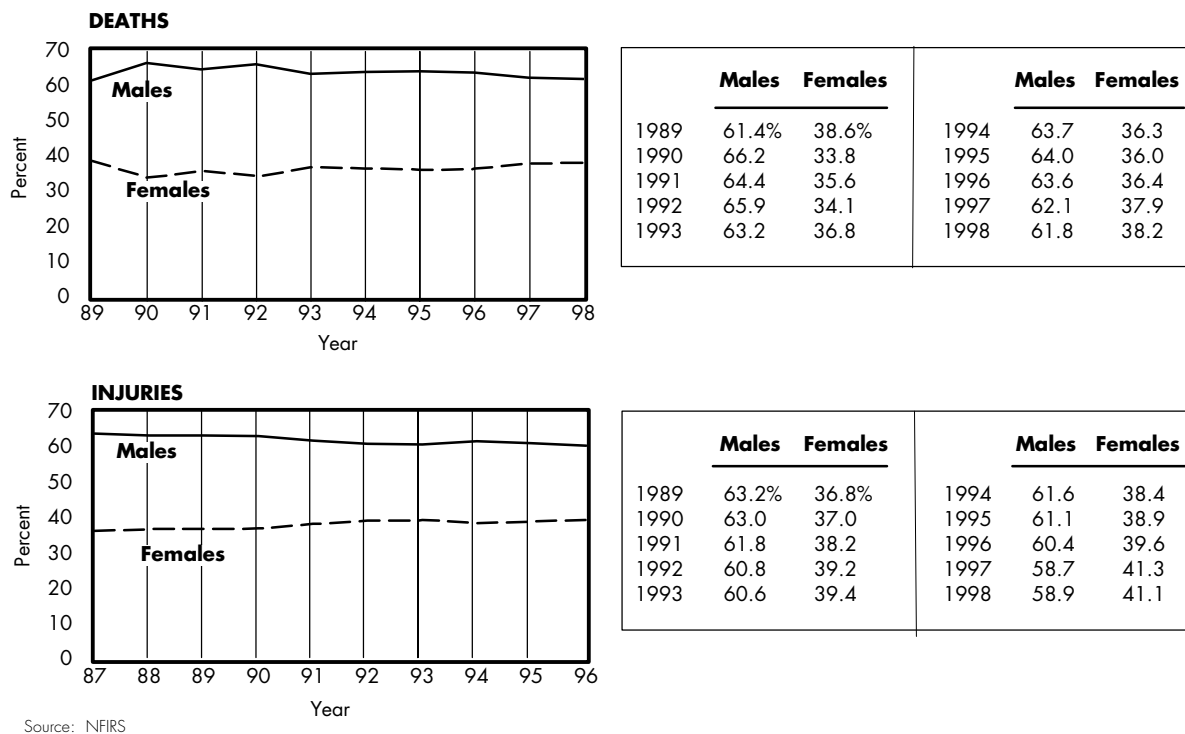 DEATHS
70
60
50
40
30
20
10
0
Percent
Males
Females
89 90 91 92 93 94 95 96 97 98
Year
Males Females Males Females
1989 61.4% 38.6% 1994 63.7 36.3
1990 66.2 33.8 1995 64.0 36.0
1991 64.4 35.6 1996 63.6 36.4
1992 65.9 34.1 1997 62.1 37.9
1993 63.2 36.8 1998 61.8 38.2
INJURIES
70
60
50
40
30
20
10
0
Percent
Males
Females
87 88 89 90 91 92 93 94 95 96
Year
Males Females Males Females
1989 63.2% 36.8% 1994 61.6 38.4
1990 63.0 37.0 1995 61.1 38.9
1991 61.8 38.2 1996 60.4 39.6
1992 60.8 39.2 1997 58.7 41.3
1993 60.6 39.4 1998 58.9 41.1
Source: NFIRS